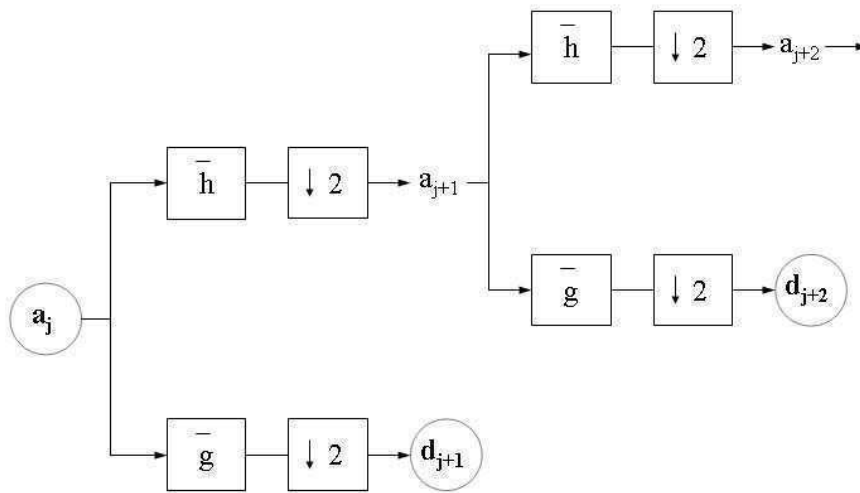 h̅ ↓ 2 a_{j+2}
h̅ ↓ 2 a_{j+1}
g̅ ↓ 2 d_{j+2}
a_j
g̅ ↓ 2 d_{j+1}